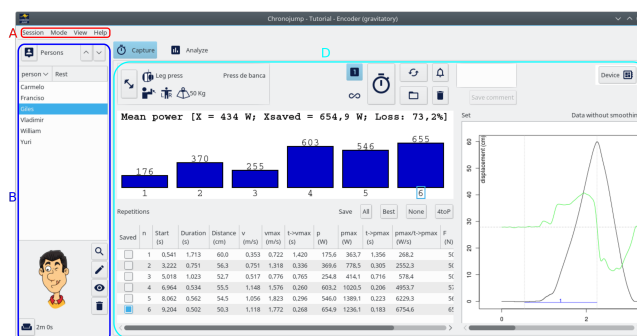 Chronojump - Tutorial - Encoder (gravitatory)
A
Session Mode View Help
Persons
Capture
Analyze
D
person Rest
Carmelo
Franciso
Giles
Vladimir
William
Yuri
B
2m 0s
Leg press
Press de banca
50 Kg
1
Save comment
Device
Mean power [X = 434 W; Xsaved = 654,9 W; Loss: 73,2%]
176 370 255 603 546 655
1 2 3 4 5 6
Repetitions Save All Best None 4toP
Saved n Start (s) Duration (s) Distance (cm) v (m/s) vmax (m/s) t->vmax (s) p (W) pmax (W) t->pmax (s) pmax/t->pmax (W/s) F (N)
1 0,541 1,713 60,0 0,353 0,722 1,420 175,6 363,7 1,356 268,2
2 3,222 0,751 56,3 0,751 1,318 0,336 369,6 778,5 0,305 2552,3
3 5,018 1,023 52,7 0,517 0,776 0,765 254,8 414,1 0,716 578,4
4 6,964 0,534 55,5 1,148 1,576 0,260 603,2 1020,5 0,206 4953,7
5 8,062 0,562 54,5 1,056 1,823 0,296 546,0 1389,1 0,223 6229,3
6 9,204 0,502 50,3 1,118 1,772 0,268 654,9 1236,1 0,183 6754,6
Set
Data without smoothin
displacement (cm)
60
50
40
30
20
10
0
1
0 2